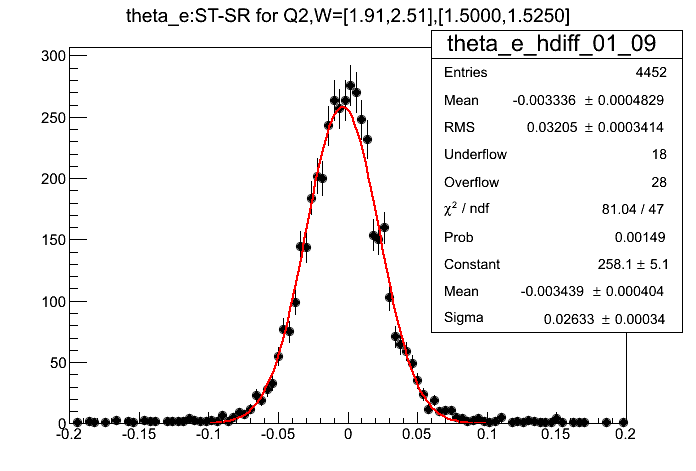 theta_e:ST-SR for Q2,W=[1.91,2.51],[1.5000,1.5250]
theta_e_hdiff_01_09
Entries 4452
Mean -0.003336 ± 0.0004829
RMS 0.03205 ± 0.0003414
Underflow 18
Overflow 28
χ² / ndf 81.04 / 47
Prob 0.00149
Constant 258.1 ± 5.1
Mean -0.003439 ± 0.000404
Sigma 0.02633 ± 0.00034
300
250
200
150
100
50
0
-0.2 -0.15 -0.1 -0.05 0 0.05 0.1 0.15 0.2